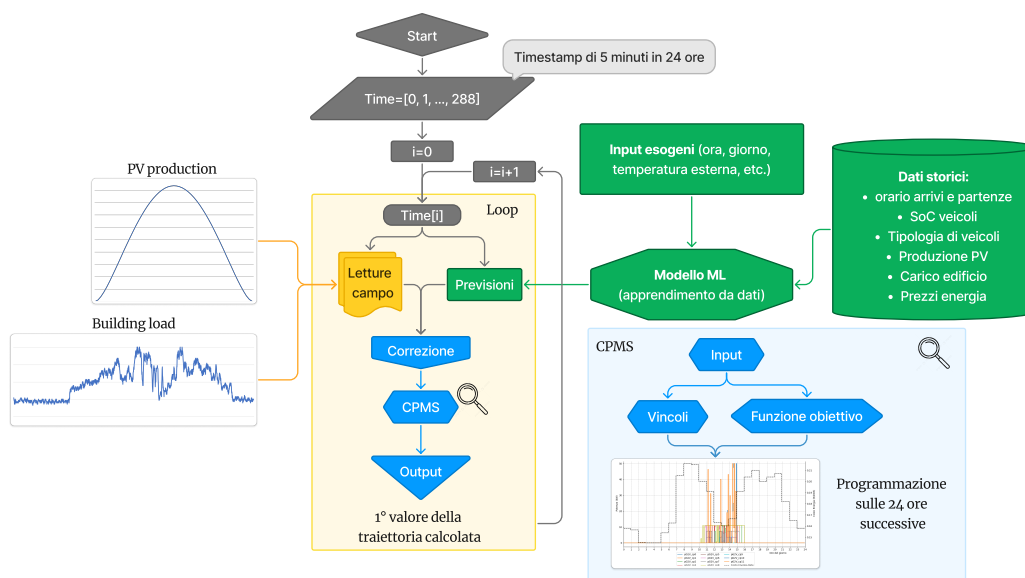 Start
Timestamp di 5 minuti in 24 ore
Time=[0, 1, ..., 288]
i=0
i=i+1
Input esogeni (ora, giorno,
temperatura esterna, etc.)
Dati storici:
• orario arrivi e partenze
• SoC veicoli
• Tipologia di veicoli
• Produzione PV
• Carico edificio
• Prezzi energia
PV production
Building load
Loop
Time[i]
Letture
campo
Previsioni
Modello ML
(apprendimento da dati)
Correzione
CPMS
Output
1° valore della
traiettoria calcolata
CPMS
Input
Vincoli
Funzione obiettivo
Programmazione
sulle 24 ore
successive